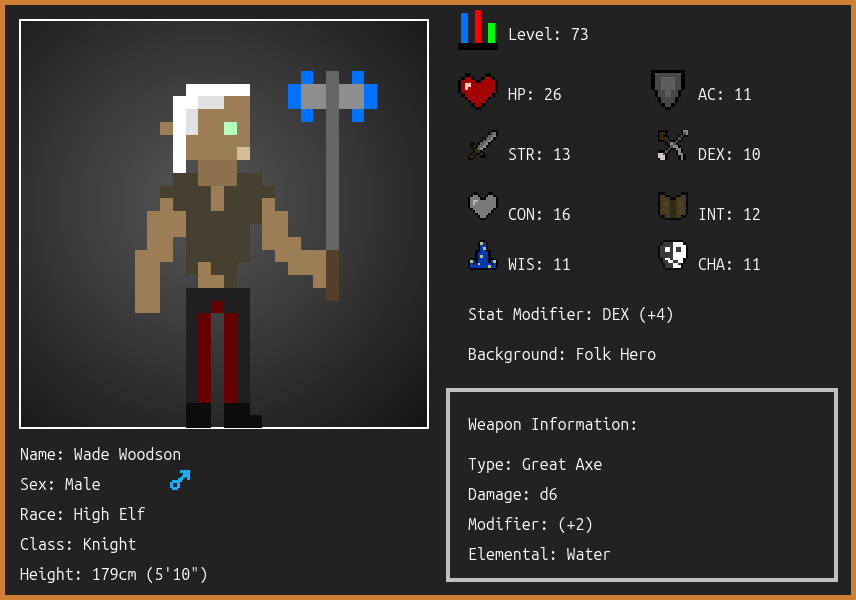 Level: 73
HP: 26
AC: 11
STR: 13
DEX: 10
CON: 16
INT: 12
WIS: 11
CHA: 11
Stat Modifier: DEX (+4)
Background: Folk Hero
Weapon Information:
Type: Great Axe
Damage: d6
Modifier: (+2)
Elemental: Water
Name: Wade Woodson
Sex: Male
Race: High Elf
Class: Knight
Height: 179cm (5'10")